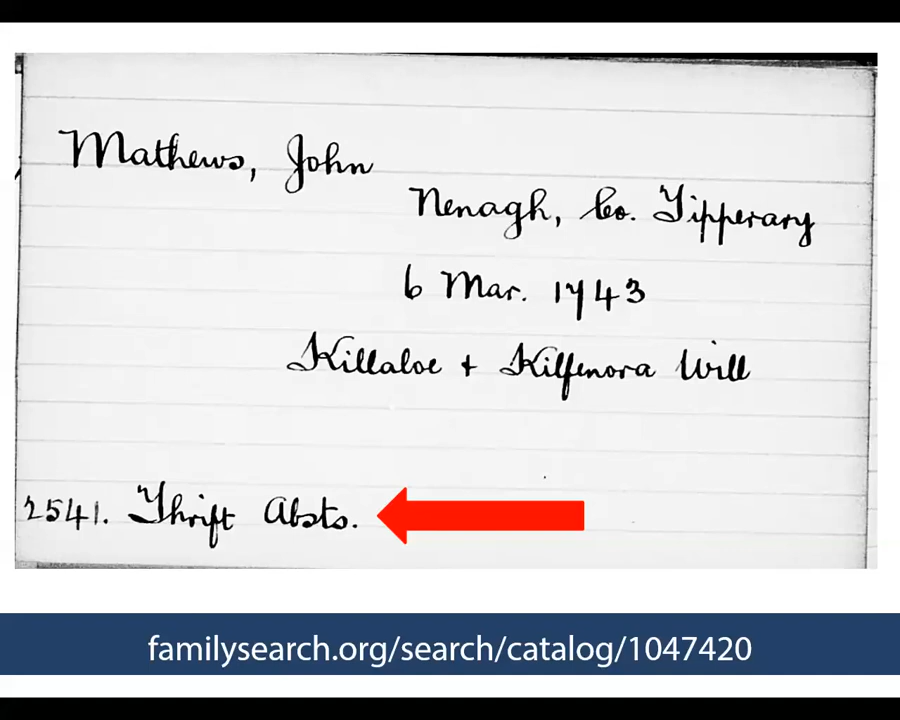 Mathews, John
Nenagh, Co. Tipperary
6 Mar. 1743
Killaloe + Kilfenora Will
2541. Thrift Absts.
familysearch.org/search/catalog/1047420